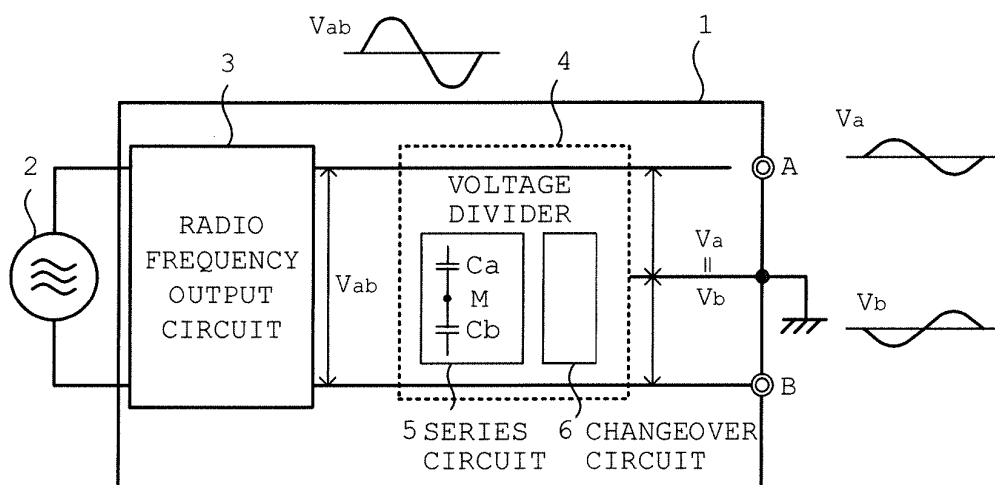 Vab
1
3
4
Va
2
A
VOLTAGE
DIVIDER
RADIO
FREQUENCY
OUTPUT
CIRCUIT
Vab
Ca
M
Cb
Va
=
Vb
Vb
B
5 SERIES
CIRCUIT
6 CHANGEOVER
CIRCUIT